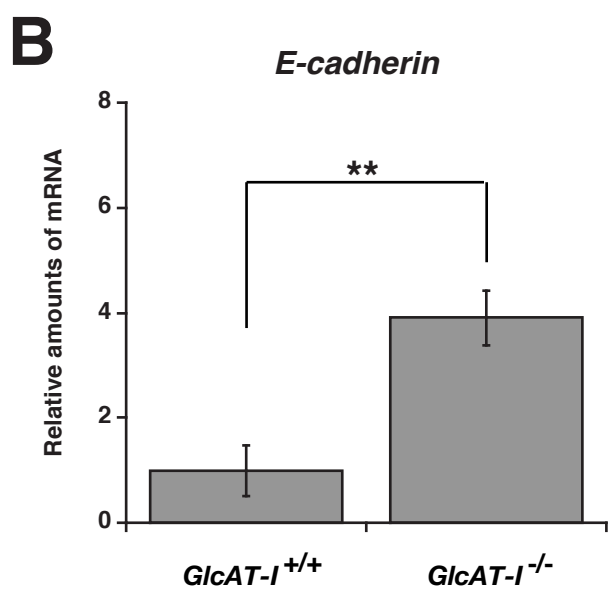 B
E-cadherin
Relative amounts of mRNA
8
6
4
2
0
**
GlcAT-I +/+
GlcAT-I -/-